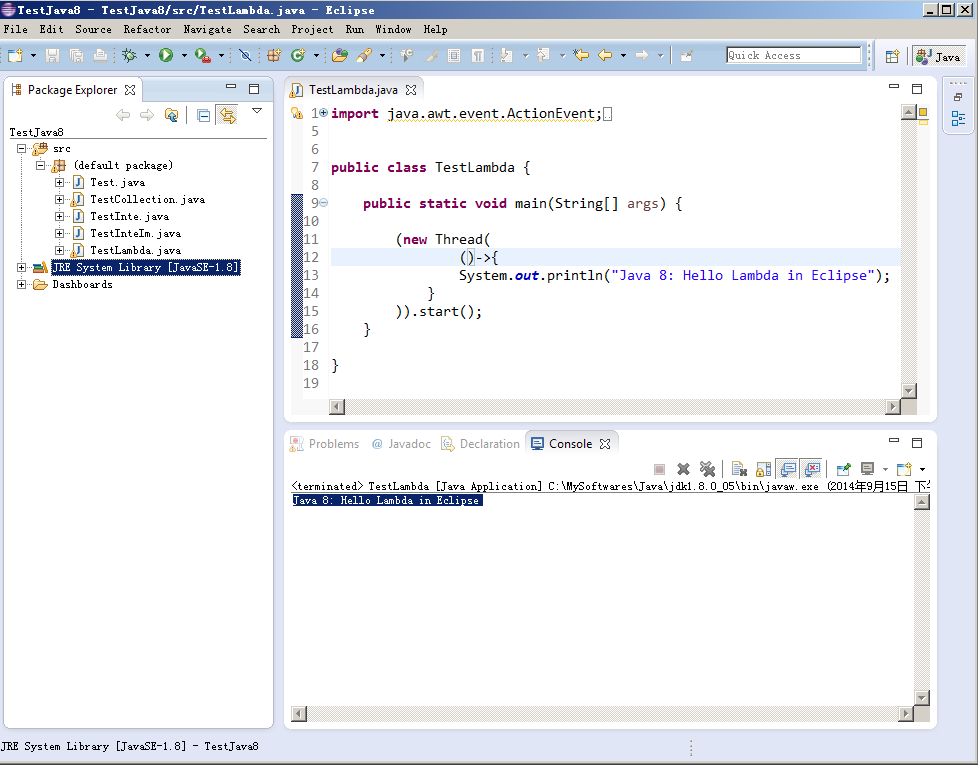 TestJava8 - TestJava8/src/TestLambda.java - Eclipse
File Edit Source Refactor Navigate Search Project Run Window Help
Quick Access
Java
Package Explorer
TestJava8
src
(default package)
Test.java
TestCollection.java
TestInte.java
TestInteIm.java
TestLambda.java
JRE System Library [JavaSE-1.8]
Dashboards
TestLambda.java
1 import java.awt.event.ActionEvent;
5
6
7 public class TestLambda {
8
9 public static void main(String[] args) {
10
11 (new Thread(
12 ()->{
13 System.out.println("Java 8: Hello Lambda in Eclipse");
14 }
15 )).start();
16 }
17
18 }
19
Problems @ Javadoc Declaration Console
<terminated> TestLambda [Java Application] C:\MySoftwares\Java\jdk1.8.0_05\bin\javaw.exe (2014年9月15日 下
Java 8: Hello Lambda in Eclipse
JRE System Library [JavaSE-1.8] - TestJava8